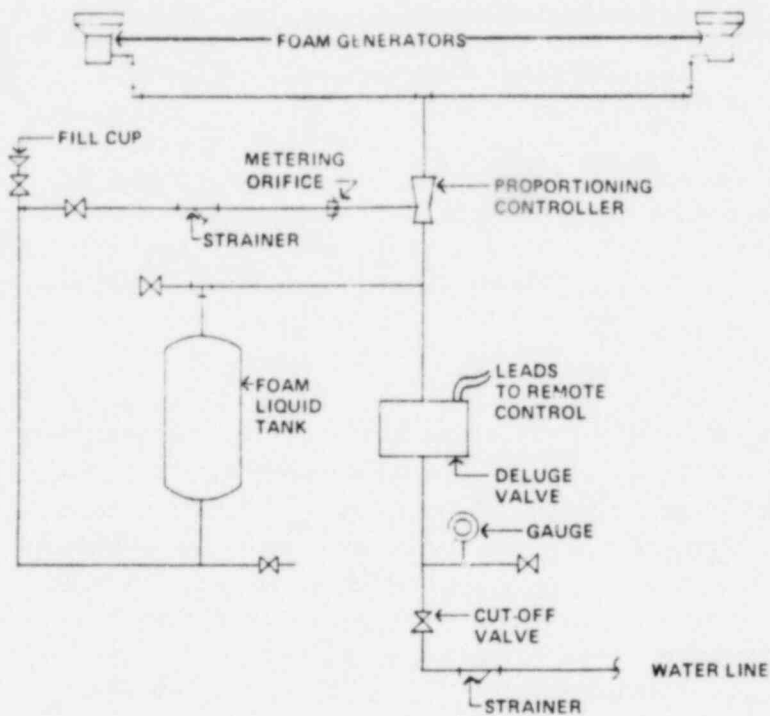 FOAM GENERATORS
FILL CUP
METERING
ORIFICE
PROPORTIONING
CONTROLLER
STRAINER
LEADS
TO REMOTE
CONTROL
FOAM
LIQUID
TANK
DELUGE
VALVE
GAUGE
CUT-OFF
VALVE
WATER LINE
STRAINER